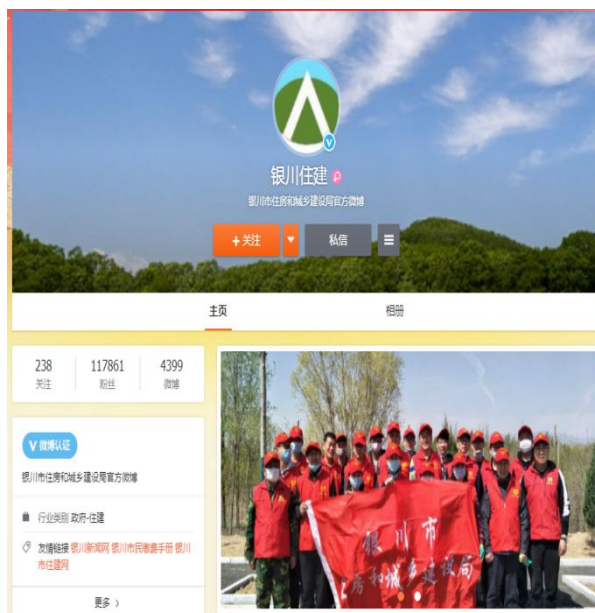 银川住建
银川市住房和城乡建设局官方微博
+关注
私信
主页
相册
238
117861
4399
关注
粉丝
微博
V 微博认证
银川市住房和城乡建设局官方微博
行业类别 政府-住建
友情链接 银川新闻网 银川市民缴费手册 银川
市住建网
更多 >
银川市
房和城乡建设局